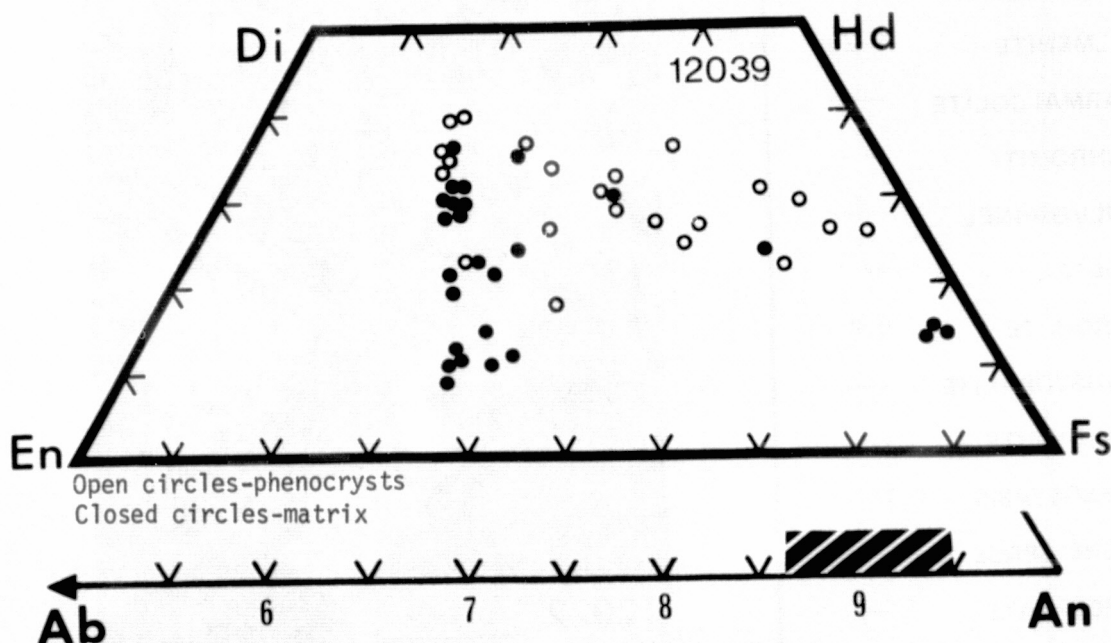 Di Hd
12039
En Fs
Open circles-phenocrysts
Closed circles-matrix
6 7 8 9
Ab An